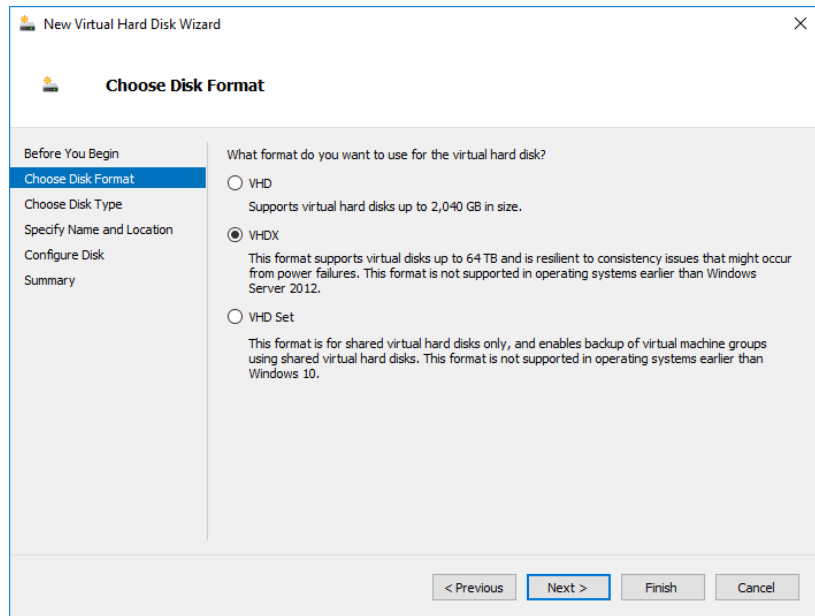 New Virtual Hard Disk Wizard
Choose Disk Format
Before You Begin
Choose Disk Format
Choose Disk Type
Specify Name and Location
Configure Disk
Summary
What format do you want to use for the virtual hard disk?
VHD
Supports virtual hard disks up to 2,040 GB in size.
VHDX
This format supports virtual disks up to 64 TB and is resilient to consistency issues that might occur
from power failures. This format is not supported in operating systems earlier than Windows
Server 2012.
VHD Set
This format is for shared virtual hard disks only, and enables backup of virtual machine groups
using shared virtual hard disks. This format is not supported in operating systems earlier than
Windows 10.
< Previous
Next >
Finish
Cancel